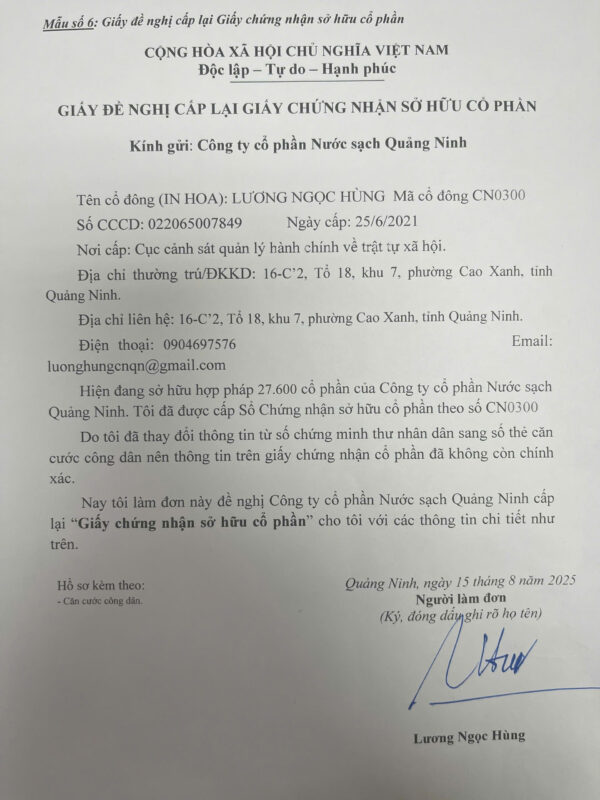 Mẫu số 6: Giấy đề nghị cấp lại Giấy chứng nhận sở hữu cổ phần
CỘNG HÒA XÃ HỘI CHỦ NGHĨA VIỆT NAM
Độc lập – Tự do – Hạnh phúc
GIẤY ĐỀ NGHỊ CẤP LẠI GIẤY CHỨNG NHẬN SỞ HỮU CỔ PHẦN
Kính gửi: Công ty cổ phần Nước sạch Quảng Ninh
Tên cổ đông (IN HOA): LƯƠNG NGỌC HÙNG Mã cổ đông CN0300
Số CCCD: 022065007849 Ngày cấp: 25/6/2021
Nơi cấp: Cục cảnh sát quản lý hành chính về trật tự xã hội.
Địa chỉ thường trú/ĐKKD: 16-C’2, Tổ 18, khu 7, phường Cao Xanh, tỉnh
Quảng Ninh.
Địa chỉ liên hệ: 16-C’2, Tổ 18, khu 7, phường Cao Xanh, tỉnh Quảng Ninh.
Điện thoại: 0904697576 Email:
luonghungcnqn@gmail.com
Hiện đang sở hữu hợp pháp 27.600 cổ phần của Công ty cổ phần Nước sạch
Quảng Ninh. Tôi đã được cấp Sổ Chứng nhận sở hữu cổ phần theo số CN0300
Do tôi đã thay đổi thông tin từ số chứng minh thư nhân dân sang số thẻ căn
cước công dân nên thông tin trên giấy chứng nhận cổ phần đã không còn chính
xác.
Nay tôi làm đơn này đề nghị Công ty cổ phần Nước sạch Quảng Ninh cấp
lại “Giấy chứng nhận sở hữu cổ phần” cho tôi với các thông tin chi tiết như
trên.
Hồ sơ kèm theo:
- Căn cước công dân.
Quảng Ninh, ngày 15 tháng 8 năm 2025
Người làm đơn
(Ký, đóng dấu ghi rõ họ tên)
Lương Ngọc Hùng